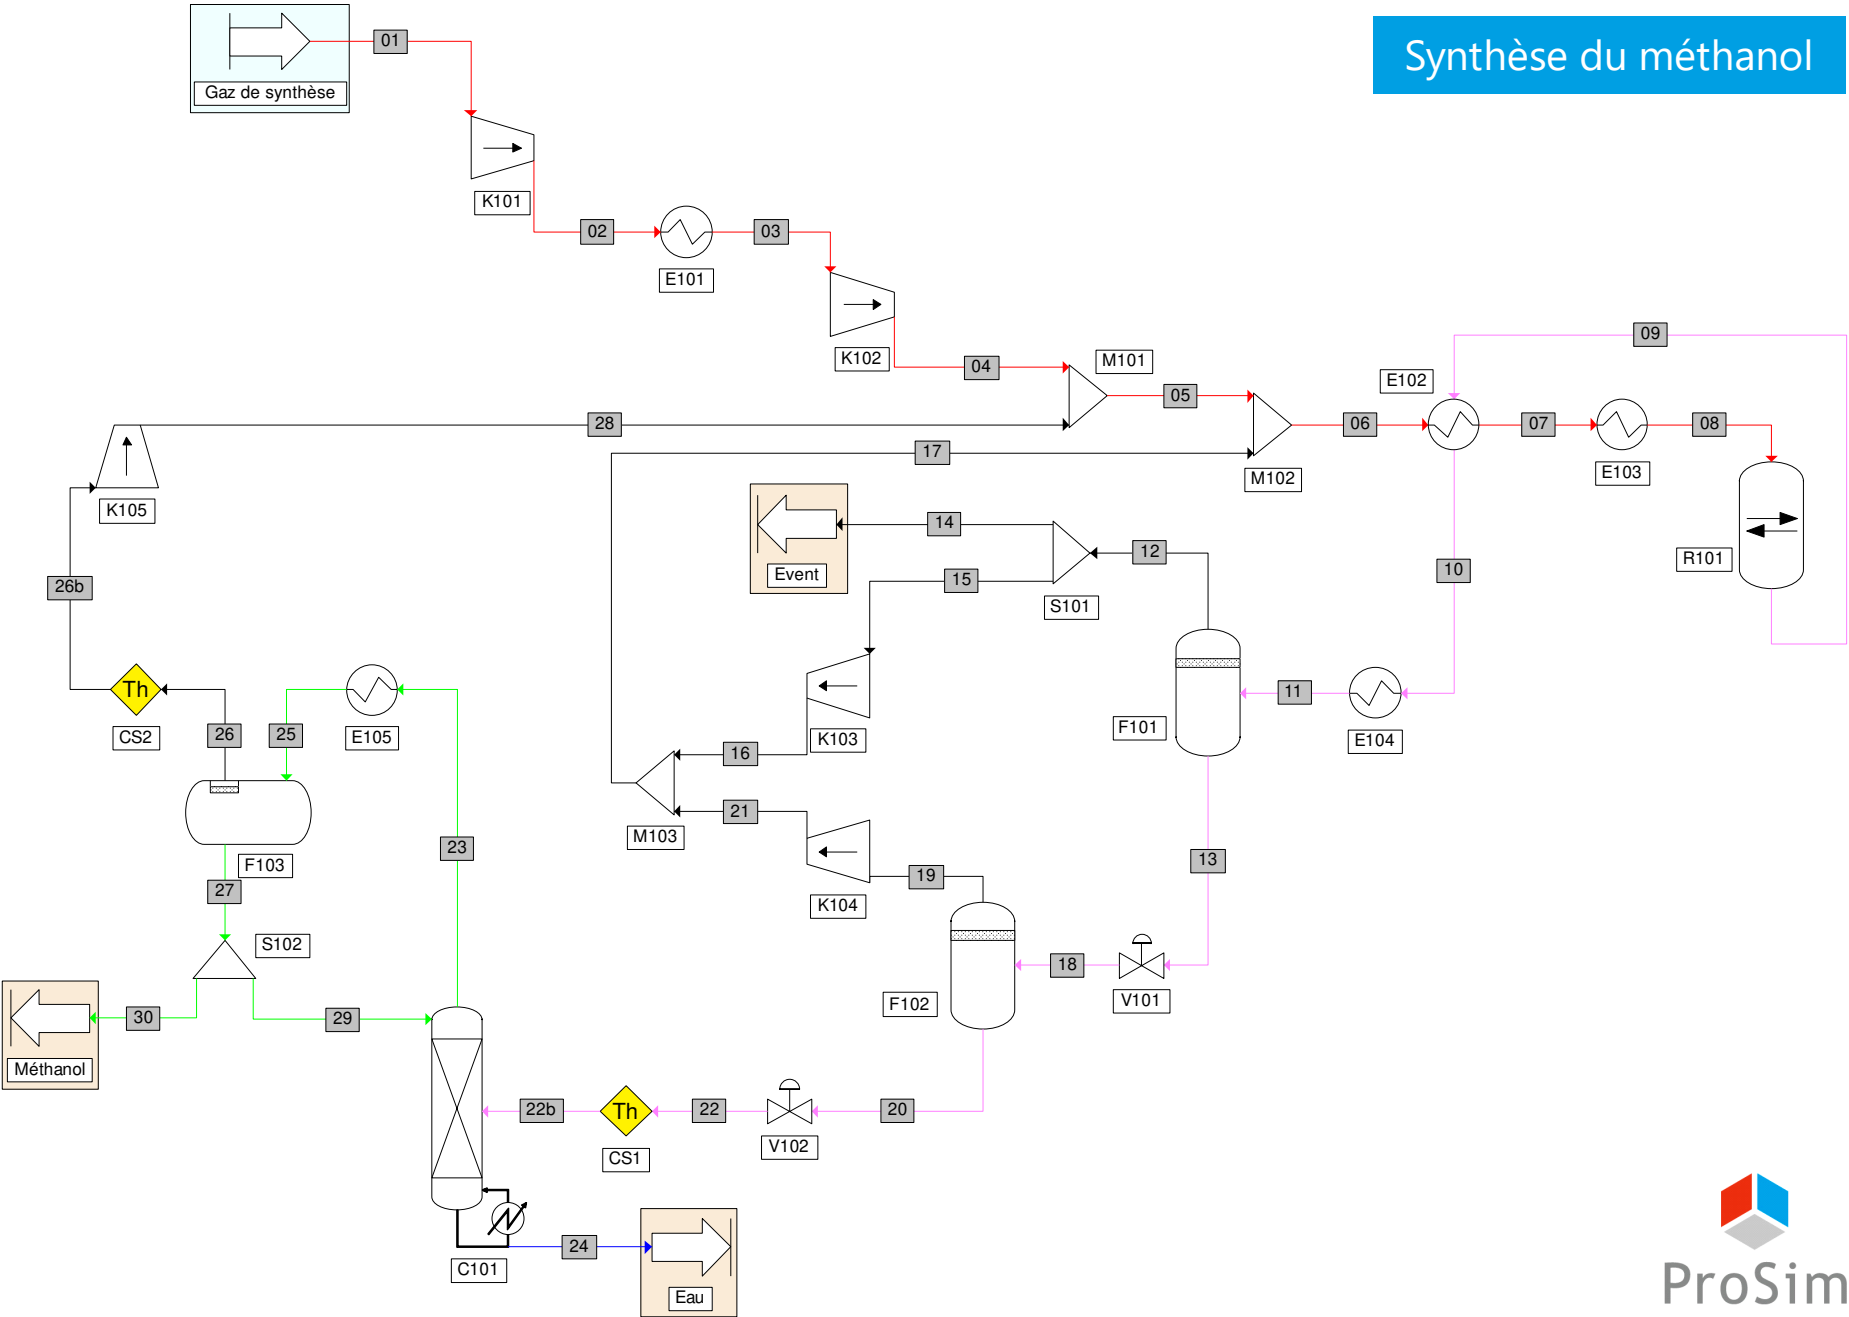 Synthèse du méthanol
01
Gaz de synthèse
K101
02
03
E101
K102
04
M101
05
E102
09
06
07
08
28
17
M102
E103
K105
14
12
Event
15
S101
R101
10
26b
Th
CS2
26
25
E105
11
F101
E104
K103
16
21
M103
23
F103
27
K104
19
13
S102
18
F102
V101
30
29
Méthanol
22b
Th
22
20
CS1
V102
24
C101
Eau
ProSim